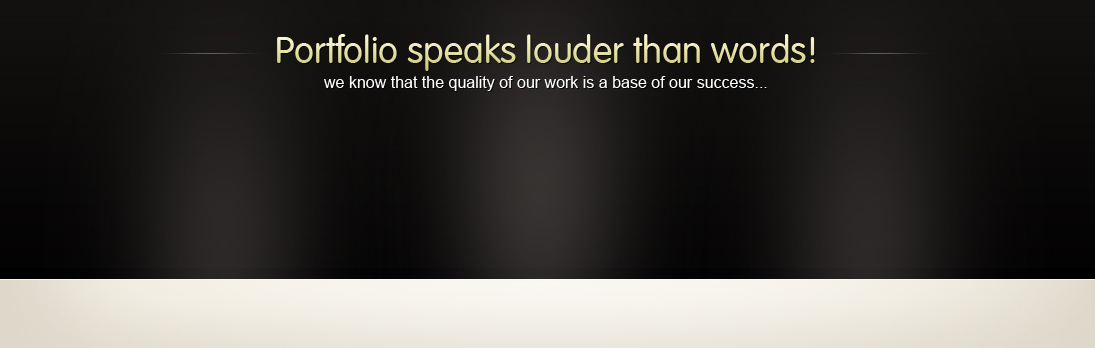 Portfolio speaks louder than words!
we know that the quality of our work is a base of our success...